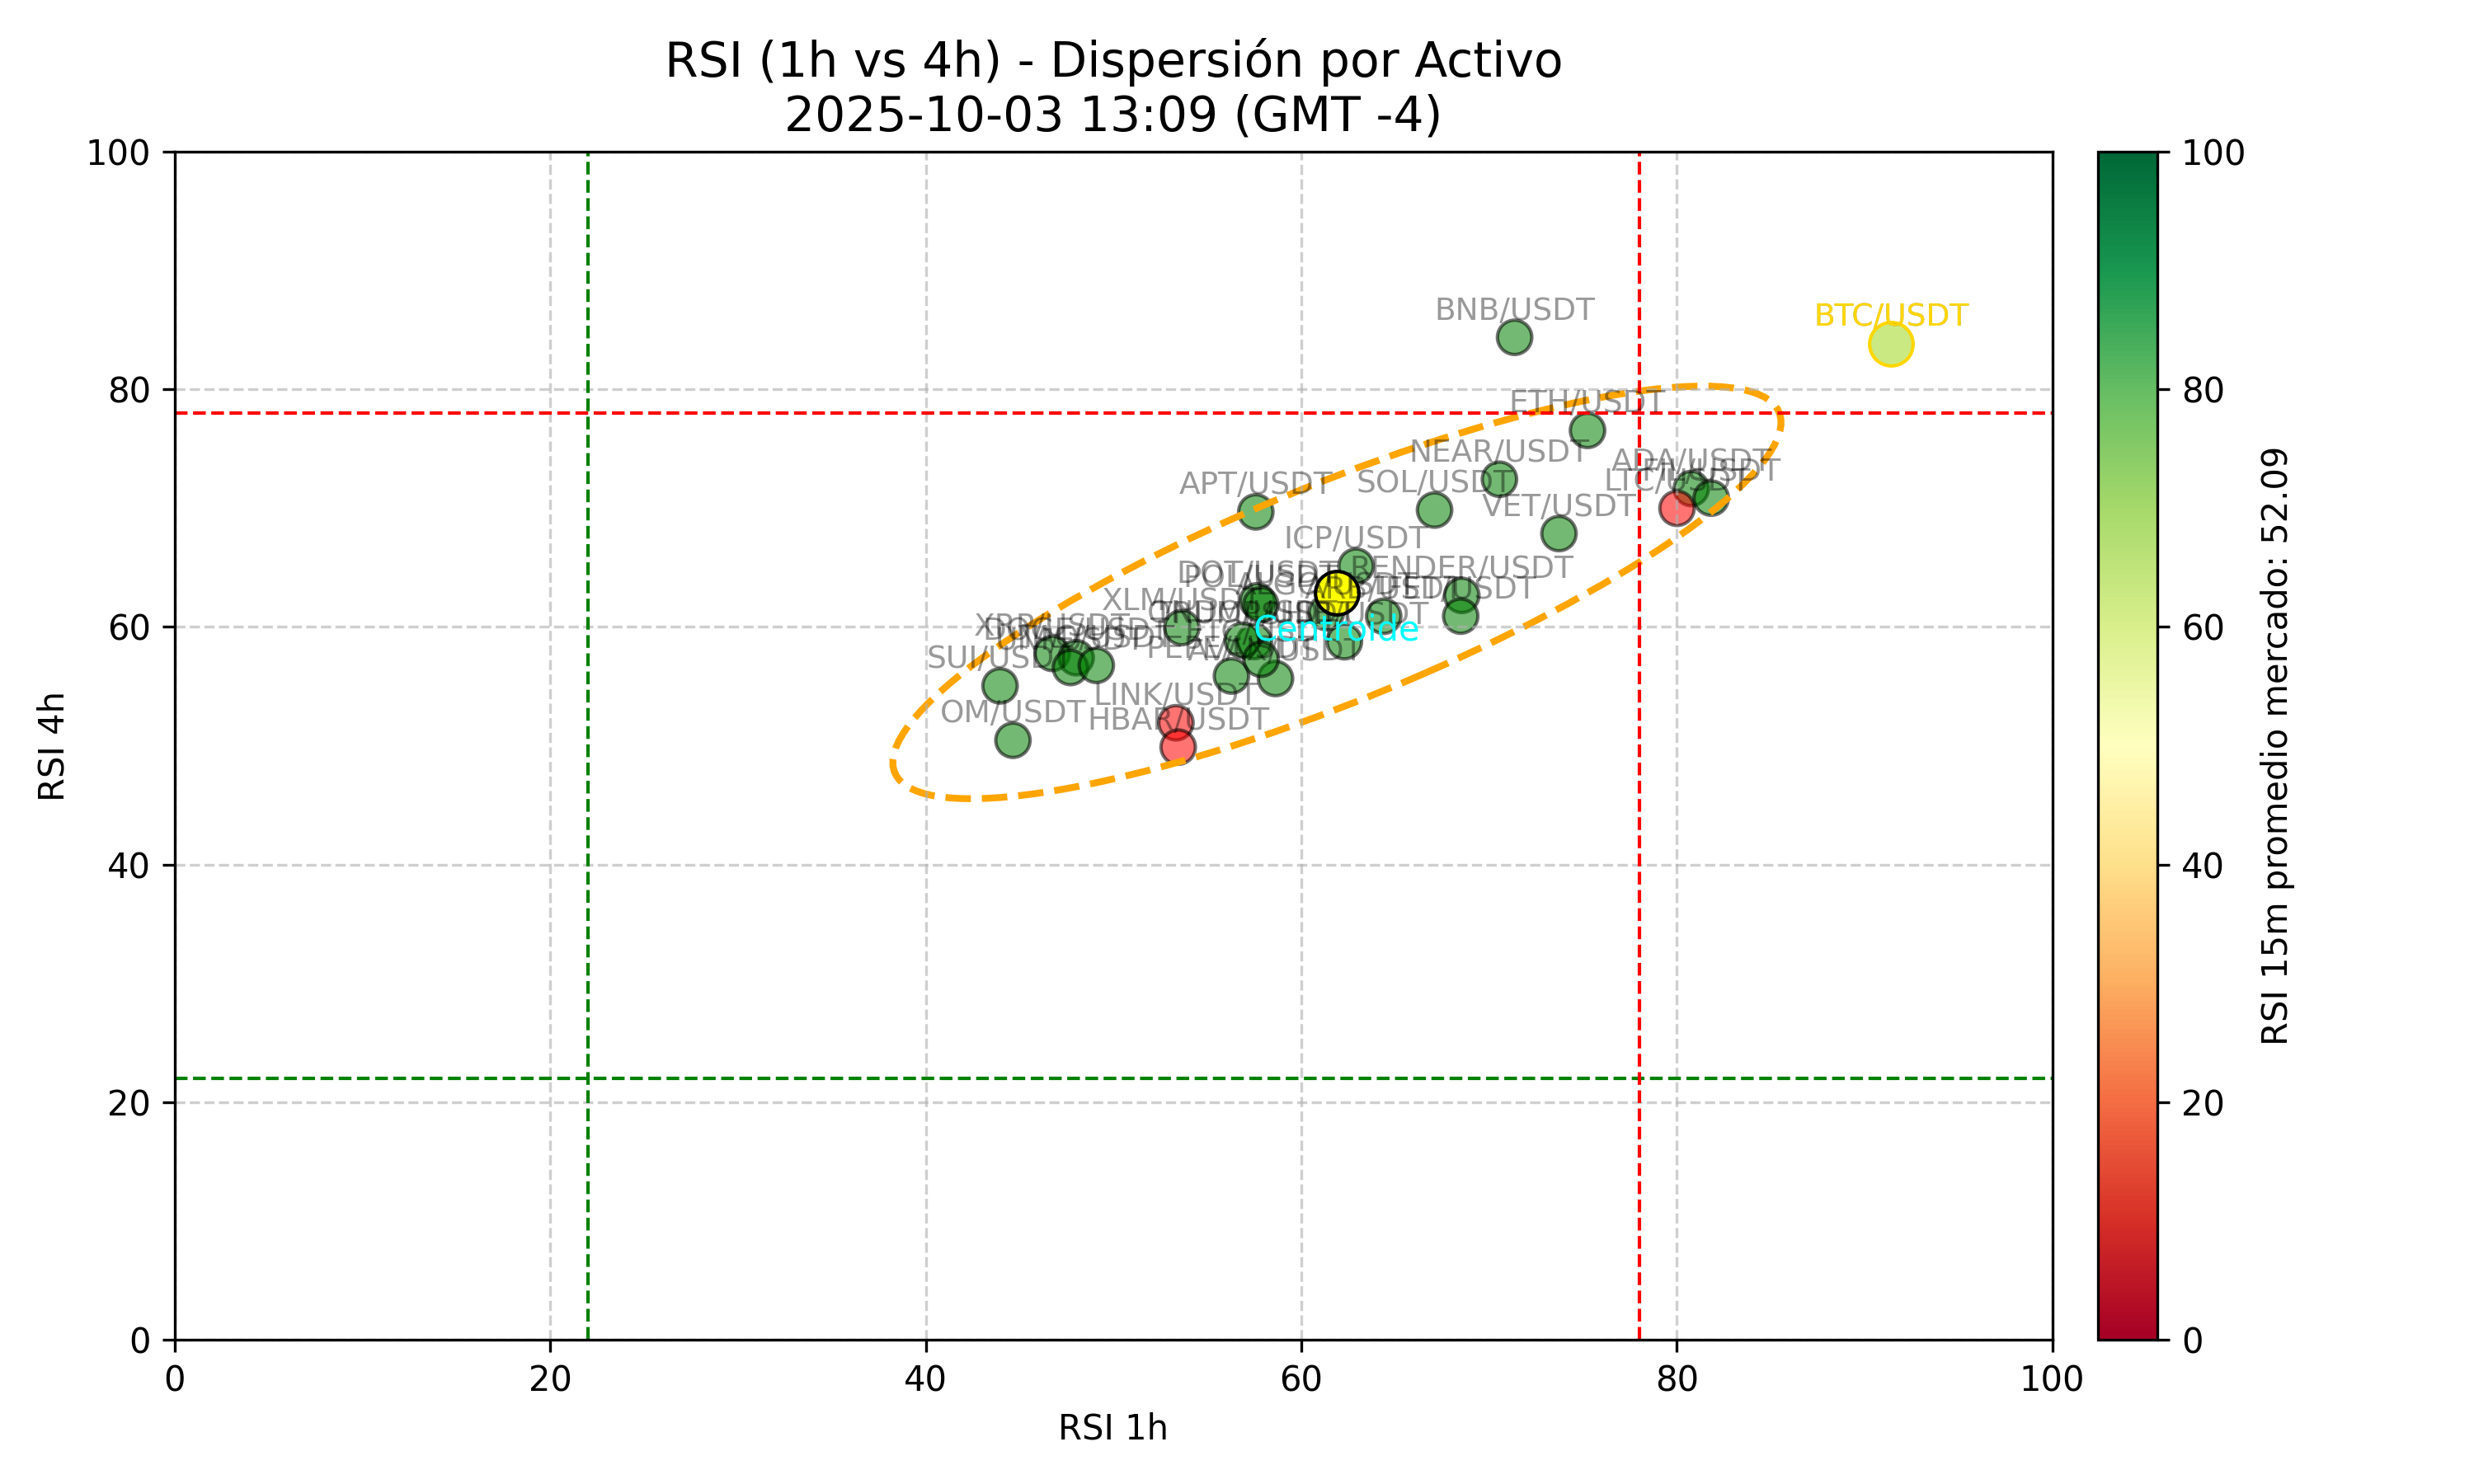 RSI (1h vs 4h) - Dispersión por Activo
2025-10-03 13:09 (GMT -4)
100
80
60
40
20
0
RSI 4h
0
20
40
60
80
100
RSI 1h
BNB/USDT
BTC/USDT
ETH/USDT
NEAR/USDT
ADA/USDT
FIL/USDT
LTC/USDT
APT/USDT
SOL/USDT
VET/USDT
ICP/USDT
RENDER/USDT
DOT/USDT
XLM/USDT
XRP/USDT
SUI/USDT
Centroide
LINK/USDT
OM/USDT
HBAR/USDT
100
80
60
40
20
0
RSI 15m promedio mercado: 52.09